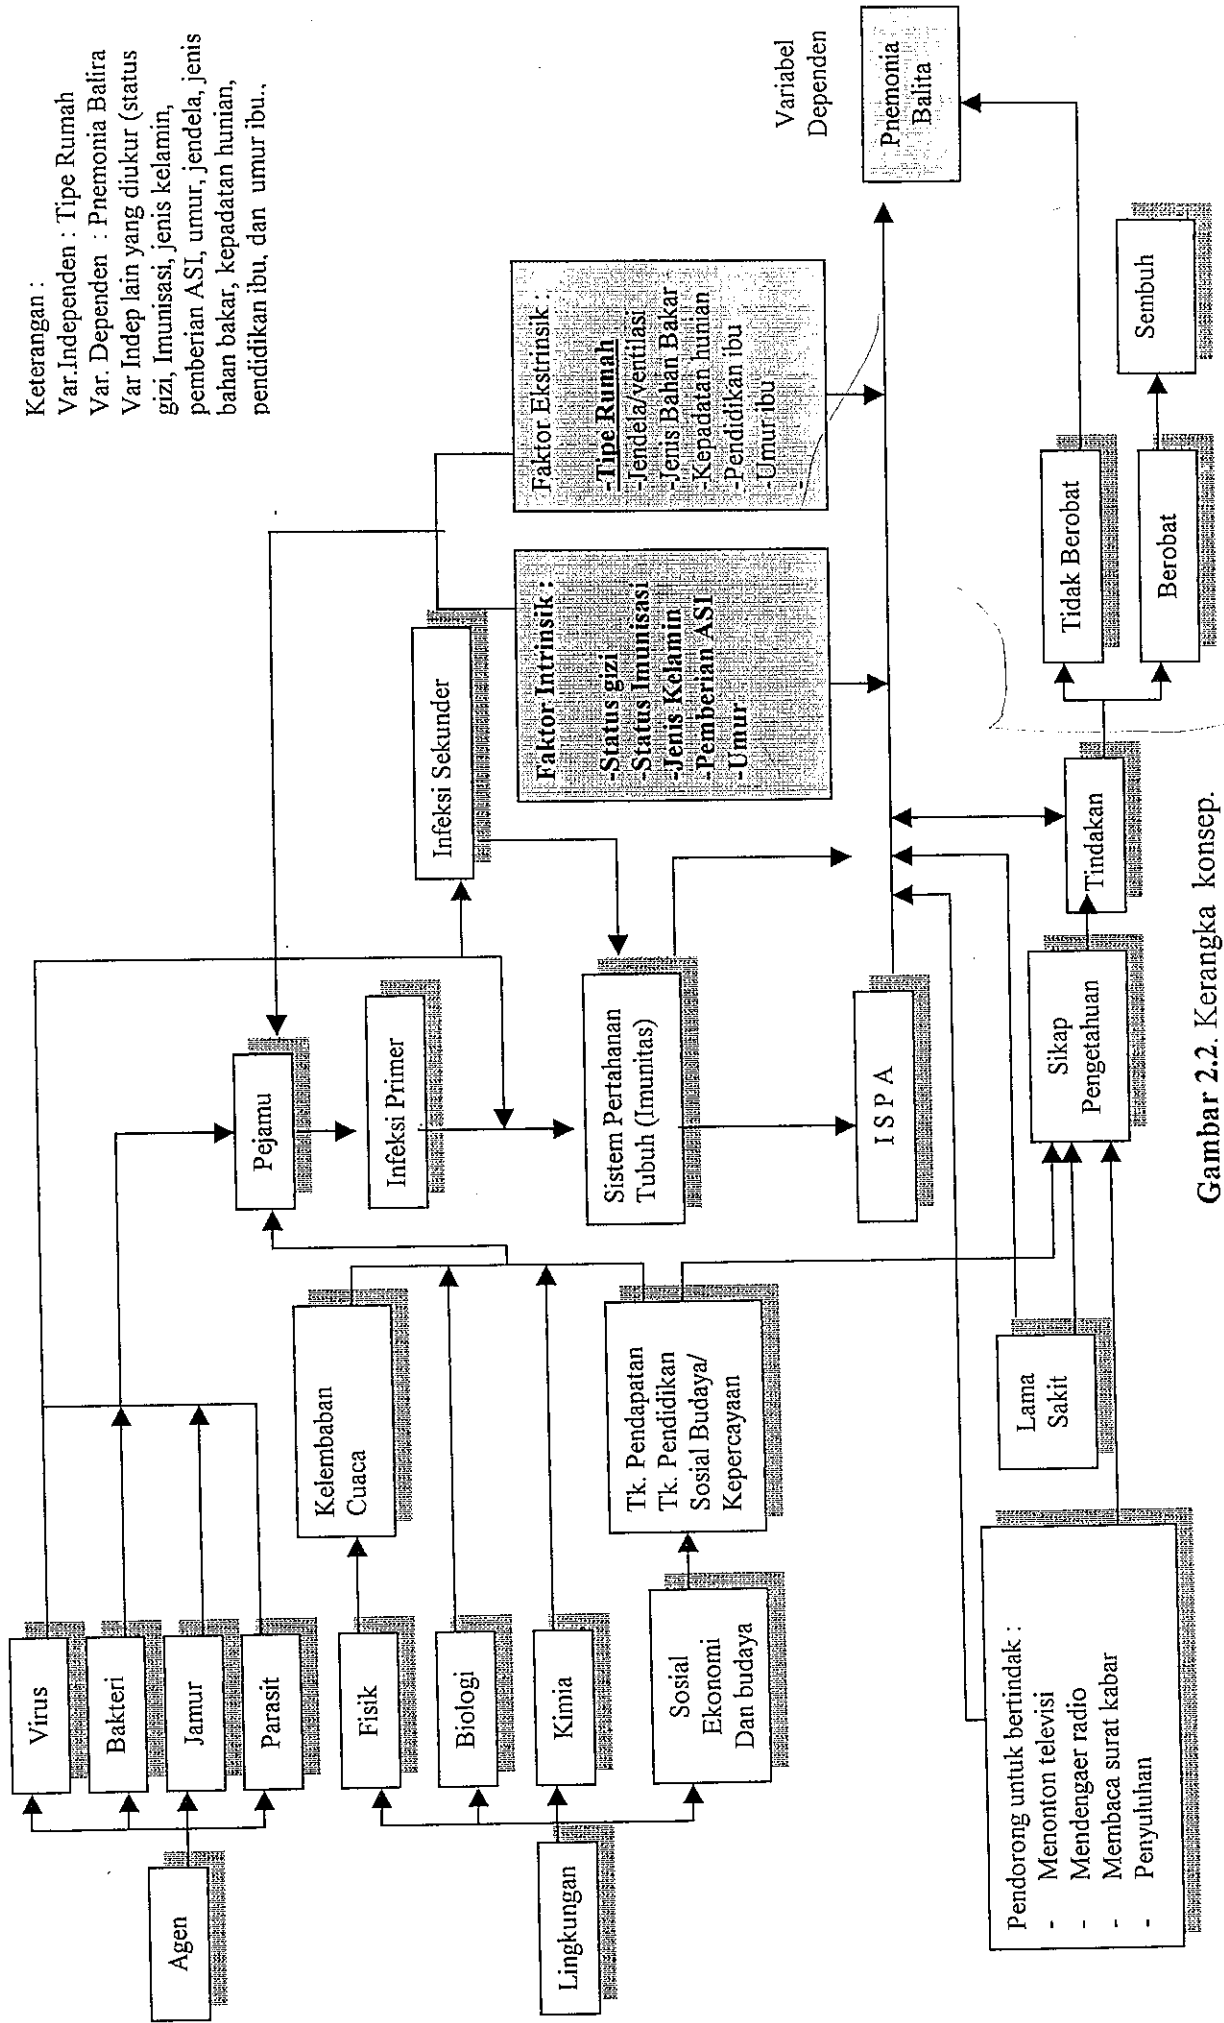 Keterangan :
Var.Independen : Tipe Rumah
Var. Dependen : Pnemonia Balira
Var Indep lain yang diukur (status
gizi, Imunisasi, jenis kelamin,
pemberian ASI, umur, jendela, jenis
bahan bakar, kepadatan hunian,
pendidikan ibu, dan umur ibu.,
Agen
Virus
Bakteri
Jamur
Parasit
Lingkungan
Fisik
Biologi
Kimia
Sosial
Ekonomi
Dan budaya
Kelembaban
Cuaca
Tk. Pendapatan
Tk. Pendidikan
Sosial Budaya/
Kepercayaan
Pejamu
Infeksi Primer
Infeksi Sekunder
Sistem Pertahanan
Tubuh (Imunitas)
I S P A
Faktor Intrinsik :
-Status gizi
-Status Imunisasi
-Jenis Kelamin
-Pemberian ASI
-Umur
Faktor Ekstrinsik :
-Tipe Rumah
-Jendela/ventilasi
-Jenis Bahan Bakar
-Kepadatan hunian
-Pendidikan ibu
-Umur ibu
-
Variabel
Dependen
Pnemonia
Balita
Pendorong untuk bertindak :
- Menonton televisi
- Mendengaer radio
- Membaca surat kabar
- Penyuluhan
Lama
Sakit
Sikap
Pengetahuan
Tindakan
Tidak Berobat
Berobat
Sembuh
Gambar 2.2. Kerangka konsep.